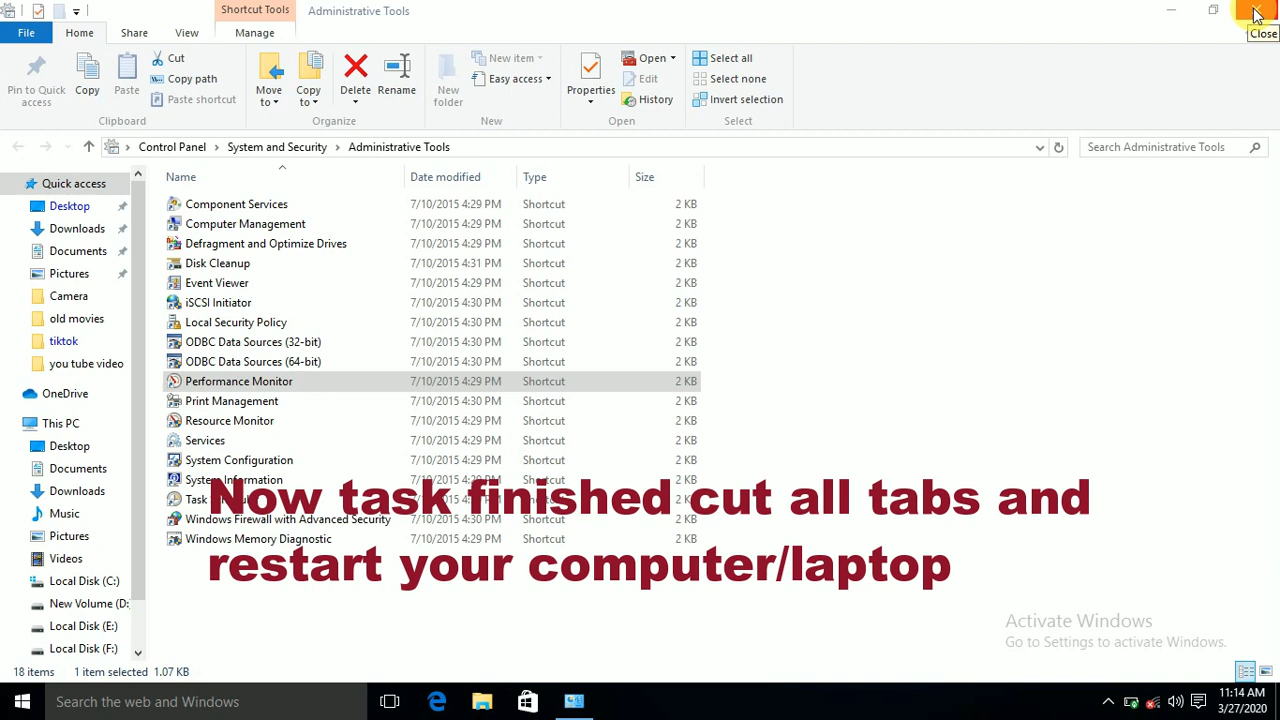 Shortcut Tools
Administrative Tools
Close
File
Home
Share
View
Manage
Pin to Quick access
Copy
Paste
Cut
Copy path
Paste shortcut
Clipboard
Move to
Copy to
Delete
Rename
Organize
New folder
New item
Easy access
New
Properties
Open
Edit
History
Open
Select all
Select none
Invert selection
Select
Control Panel > System and Security > Administrative Tools
Search Administrative Tools
Name Date modified Type Size
Quick access
Desktop
Downloads
Documents
Pictures
Camera
old movies
tiktok
you tube video
OneDrive
This PC
Desktop
Documents
Downloads
Music
Pictures
Videos
Local Disk (C:)
New Volume (D:
Local Disk (E:)
Local Disk (F:)
Component Services 7/10/2015 4:29 PM Shortcut 2 KB
Computer Management 7/10/2015 4:29 PM Shortcut 2 KB
Defragment and Optimize Drives 7/10/2015 4:29 PM Shortcut 2 KB
Disk Cleanup 7/10/2015 4:31 PM Shortcut 2 KB
Event Viewer 7/10/2015 4:29 PM Shortcut 2 KB
iSCSI Initiator 7/10/2015 4:30 PM Shortcut 2 KB
Local Security Policy 7/10/2015 4:30 PM Shortcut 2 KB
ODBC Data Sources (32-bit) 7/10/2015 4:30 PM Shortcut 2 KB
ODBC Data Sources (64-bit) 7/10/2015 4:30 PM Shortcut 2 KB
Performance Monitor 7/10/2015 4:29 PM Shortcut 2 KB
Print Management 7/10/2015 4:30 PM Shortcut 2 KB
Resource Monitor 7/10/2015 4:29 PM Shortcut 2 KB
Services 7/10/2015 4:29 PM Shortcut 2 KB
System Configuration 7/10/2015 4:29 PM Shortcut 2 KB
System Information 7/10/2015 4:29 PM Shortcut 2 KB
Task
Windows Firewall with Advanced Security 7/10/2015 4:29 PM Shortcut 2 KB
Windows Memory Diagnostic 7/10/2015 4:29 PM Shortcut 2 KB
Now task finished cut all tabs and
restart your computer/laptop
Activate Windows
Go to Settings to activate Windows.
18 items 1 item selected 1.07 KB
Search the web and Windows
11:14 AM
3/27/2020